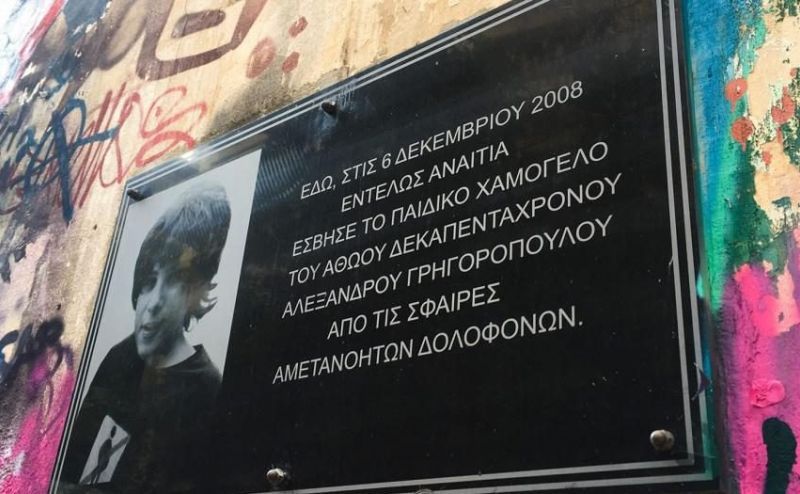 ΕΔΩ, ΣΤΙΣ 6 ΔΕΚΕΜΒΡΙΟΥ 2008
ΕΝΤΕΛΩΣ ΑΝΑΙΤΙΑ
ΕΣΒΗΣΕ ΤΟ ΠΑΙΔΙΚΟ ΧΑΜΟΓΕΛΟ
ΤΟΥ ΑΘΩΟΥ ΔΕΚΑΠΕΝΤΑΧΡΟΝΟΥ
ΑΛΕΞΑΝΔΡΟΥ ΓΡΗΓΟΡΟΠΟΥΛΟΥ
ΑΠΟ ΤΙΣ ΣΦΑΙΡΕΣ
ΑΜΕΤΑΝΟΗΤΩΝ ΔΟΛΟΦΟΝΩΝ.